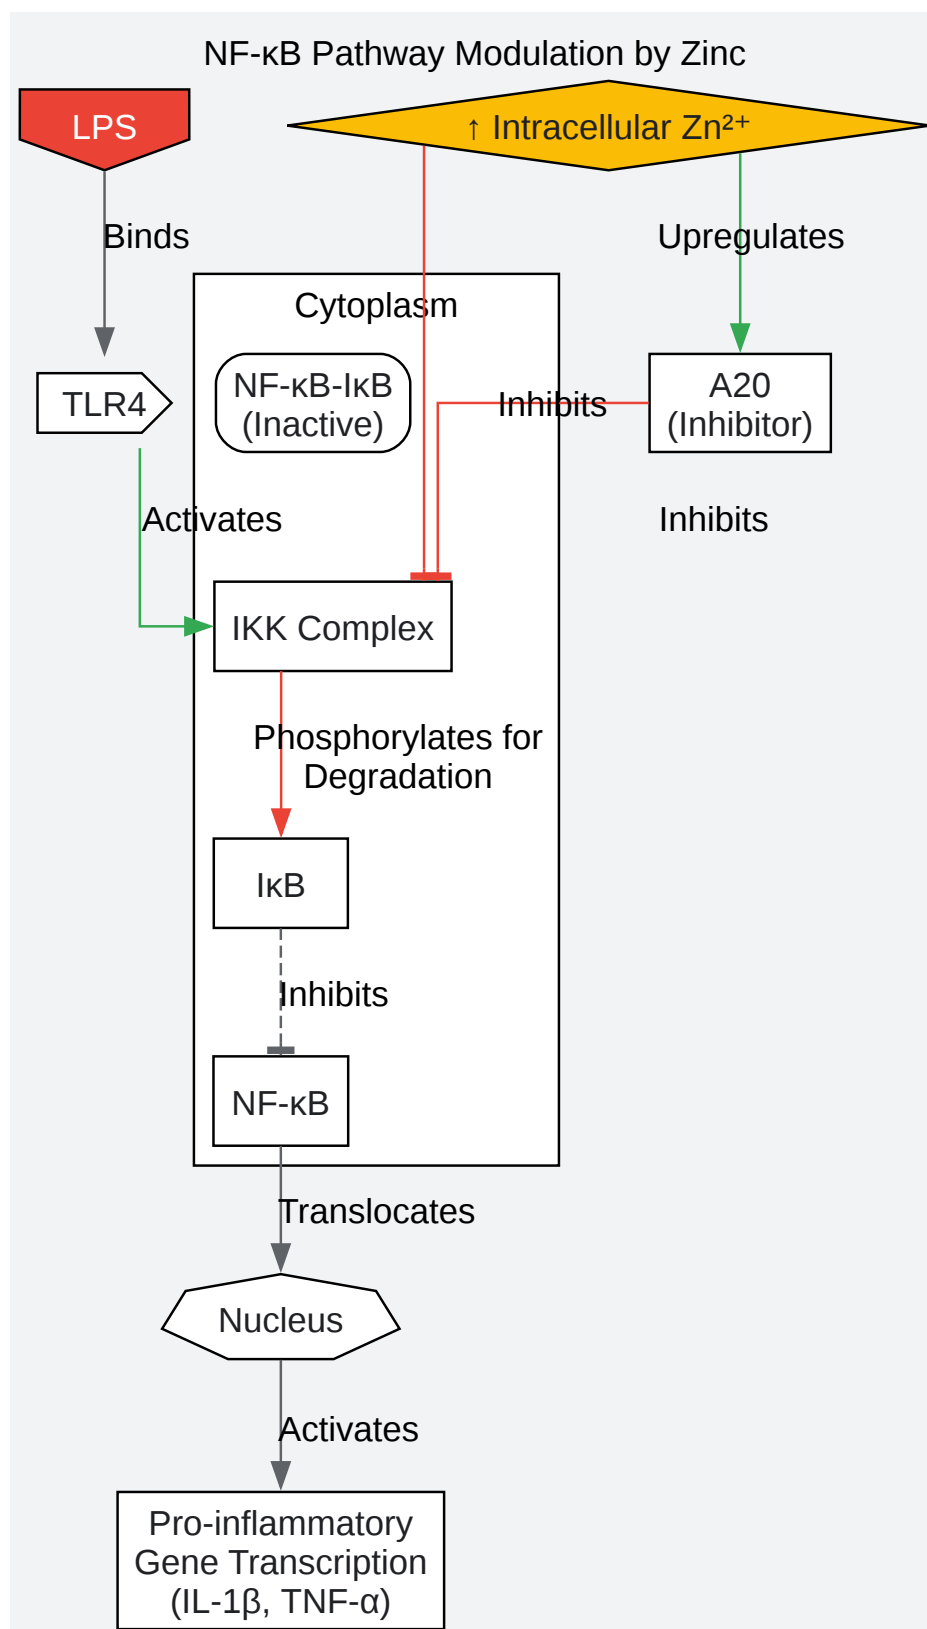 NF-κB Pathway Modulation by Zinc
LPS
↑ Intracellular Zn²⁺
Binds
Upregulates
Cytoplasm
TLR4
NF-κB-IκB
(Inactive)
Inhibits
A20
(Inhibitor)
Activates
Inhibits
IKK Complex
Phosphorylates for
Degradation
IκB
Inhibits
NF-κB
Translocates
Nucleus
Activates
Pro-inflammatory
Gene Transcription
(IL-1β, TNF-α)